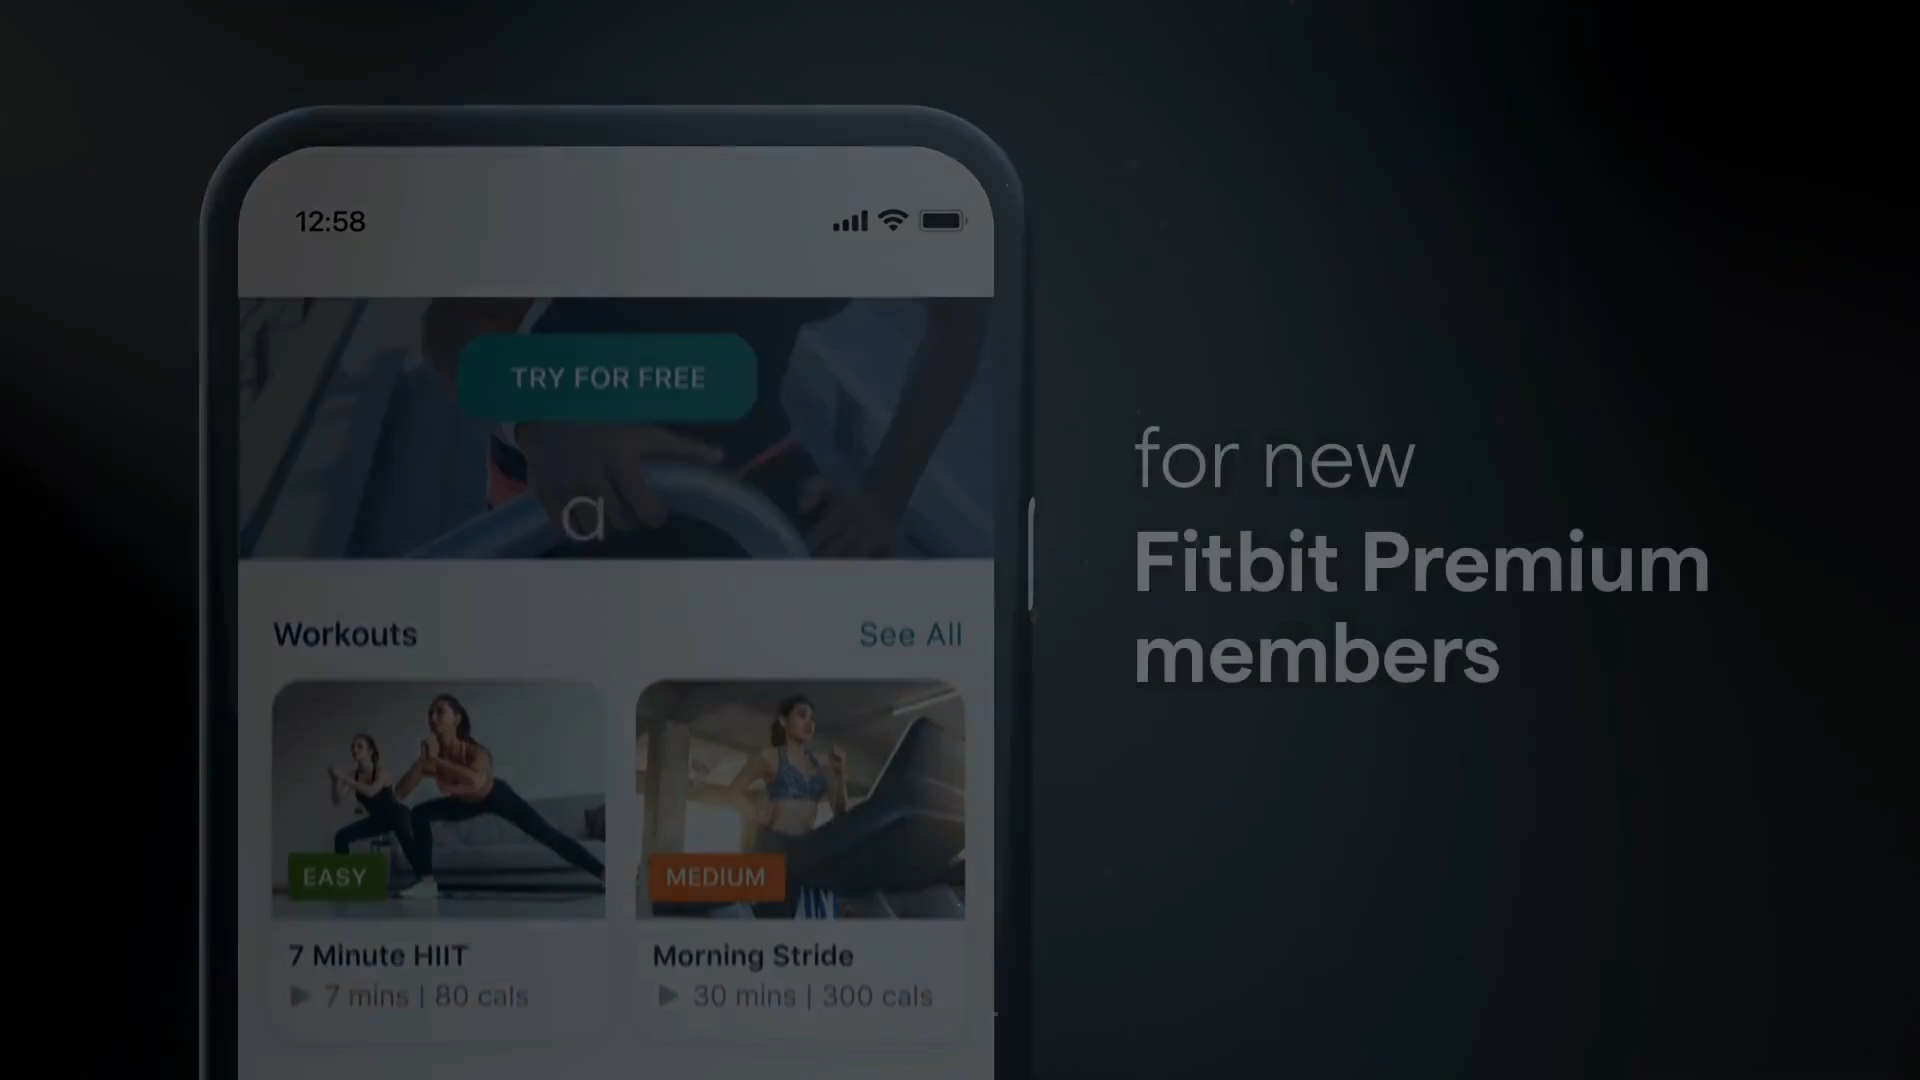 12:58
TRY FOR FREE
a
Workouts
See All
EASY
MEDIUM
7 Minute HIIT
7 mins | 80 cals
Morning Stride
30 mins | 300 cals
for new
Fitbit Premium
members